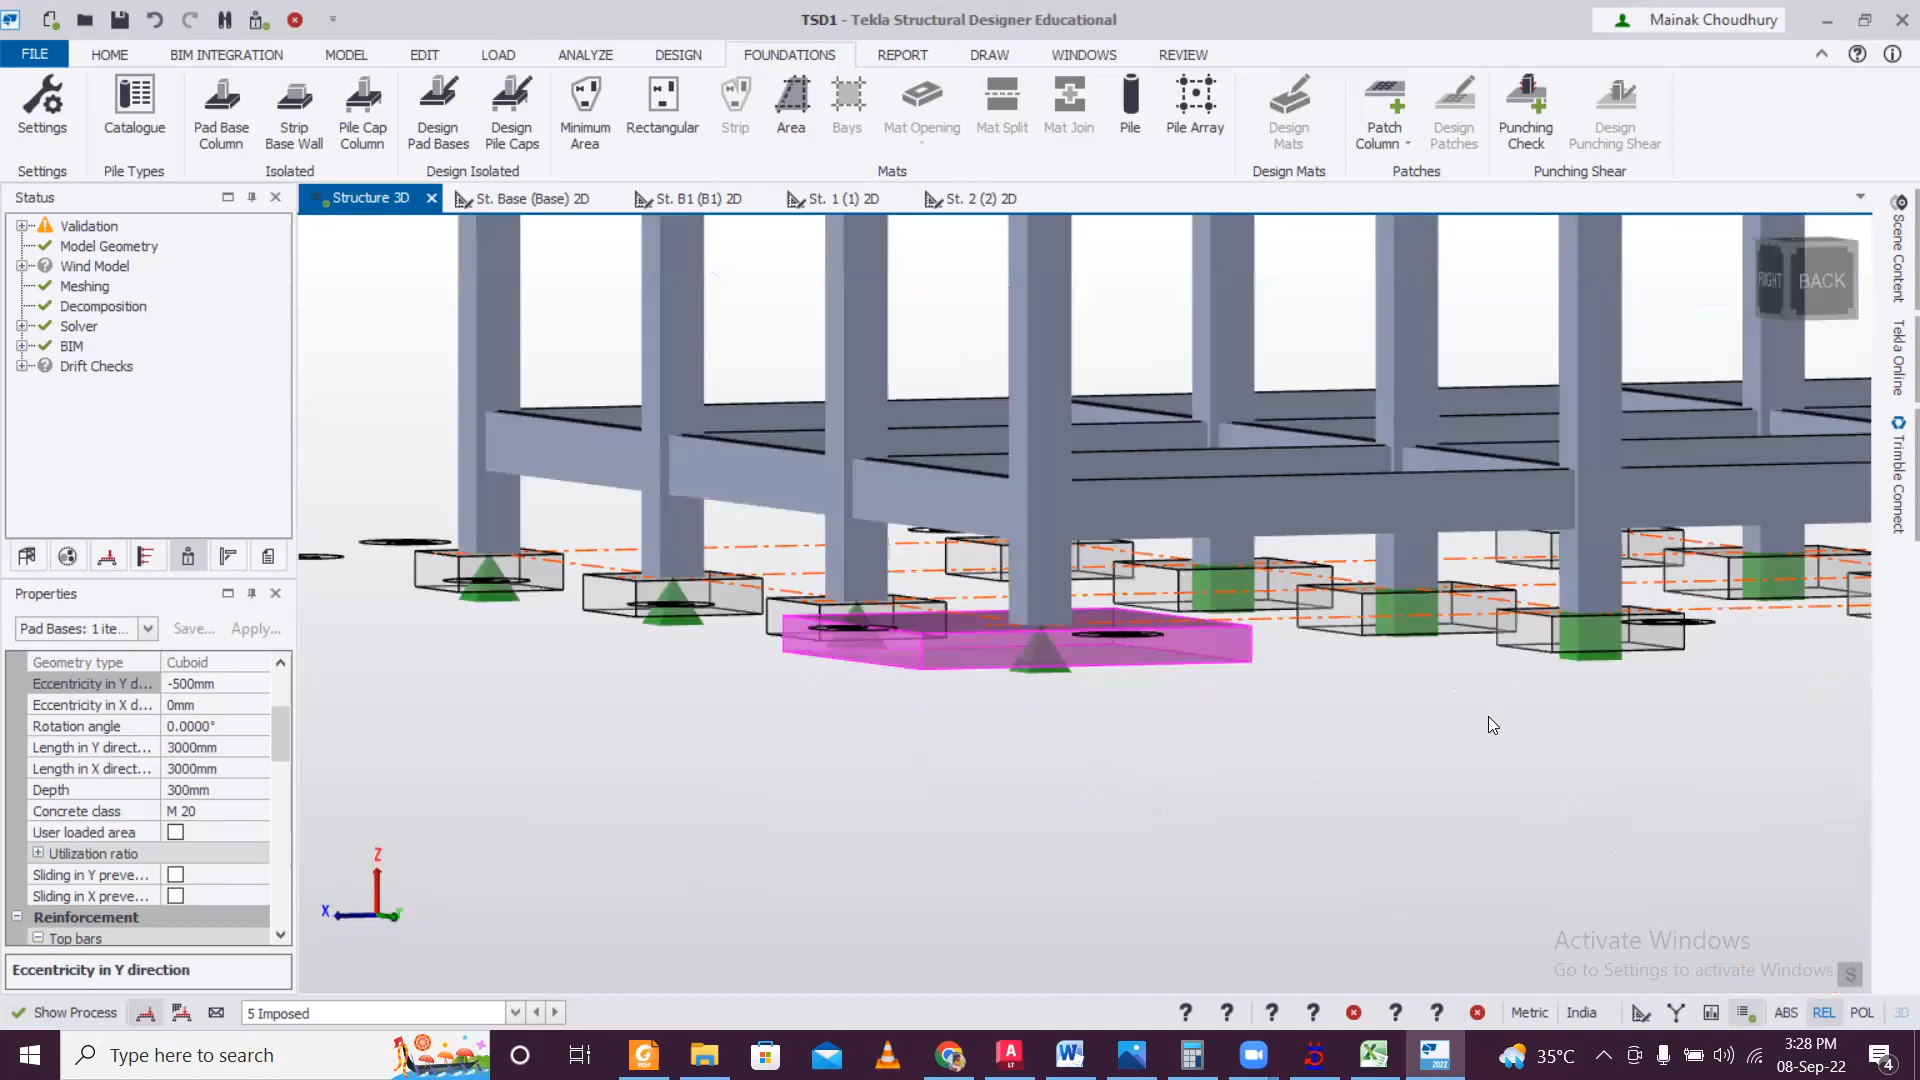 TSD1 - Tekla Structural Designer Educational
Mainak Choudhury
FILE
HOME
BIM INTEGRATION
MODEL
EDIT
LOAD
ANALYZE
DESIGN
FOUNDATIONS
REPORT
DRAW
WINDOWS
REVIEW
Settings
Catalogue
Pad Base
Column
Strip
Base Wall
Pile Cap
Column
Design
Pad Bases
Design
Pile Caps
Minimum
Area
Rectangular
Strip
Area
Bays
Mat Opening
Mat Split
Mat Join
Pile
Pile Array
Design
Mats
Patch
Column
Design
Patches
Punching
Check
Design
Punching Shear
Settings
Pile Types
Isolated
Design Isolated
Mats
Design Mats
Patches
Punching Shear
Status
Structure 3D
St. Base (Base) 2D
St. B1 (B1) 2D
St. 1 (1) 2D
St. 2 (2) 2D
Validation
Model Geometry
Wind Model
Meshing
Decomposition
Solver
BIM
Drift Checks
RIGHT
BACK
Scene Content
Tekla Online
Trimble Connect
Properties
Pad Bases: 1 ite...
Save...
Apply...
Geometry type Cuboid
Eccentricity in Y d... -500mm
Eccentricity in X d... 0mm
Rotation angle 0.0000°
Length in Y direct... 3000mm
Length in X direct... 3000mm
Depth 300mm
Concrete class M 20
User loaded area
Utilization ratio
Sliding in Y preve...
Sliding in X preve...
Reinforcement
Top bars
Eccentricity in Y direction
Z
X
Y
Activate Windows
Go to Settings to activate Windows.
S
Show Process
5 Imposed
Metric
India
ABS
REL
POL
3D
Type here to search
35°C
3:28 PM
08-Sep-22
4